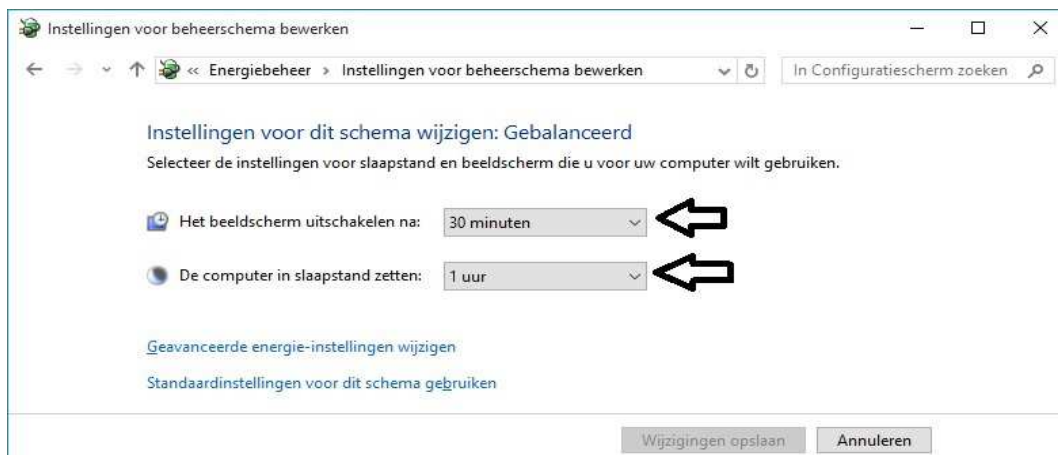 Instellingen voor beheerschema bewerken
« Energiebeheer > Instellingen voor beheerschema bewerken In Configuratiescherm zoeken
Instellingen voor dit schema wijzigen: Gebalanceerd
Selecteer de instellingen voor slaapstand en beeldscherm die u voor uw computer wilt gebruiken.
Het beeldscherm uitschakelen na: 30 minuten
De computer in slaapstand zetten: 1 uur
Geavanceerde energie-instellingen wijzigen
Standaardinstellingen voor dit schema gebruiken
Wijzigingen opslaan Annuleren